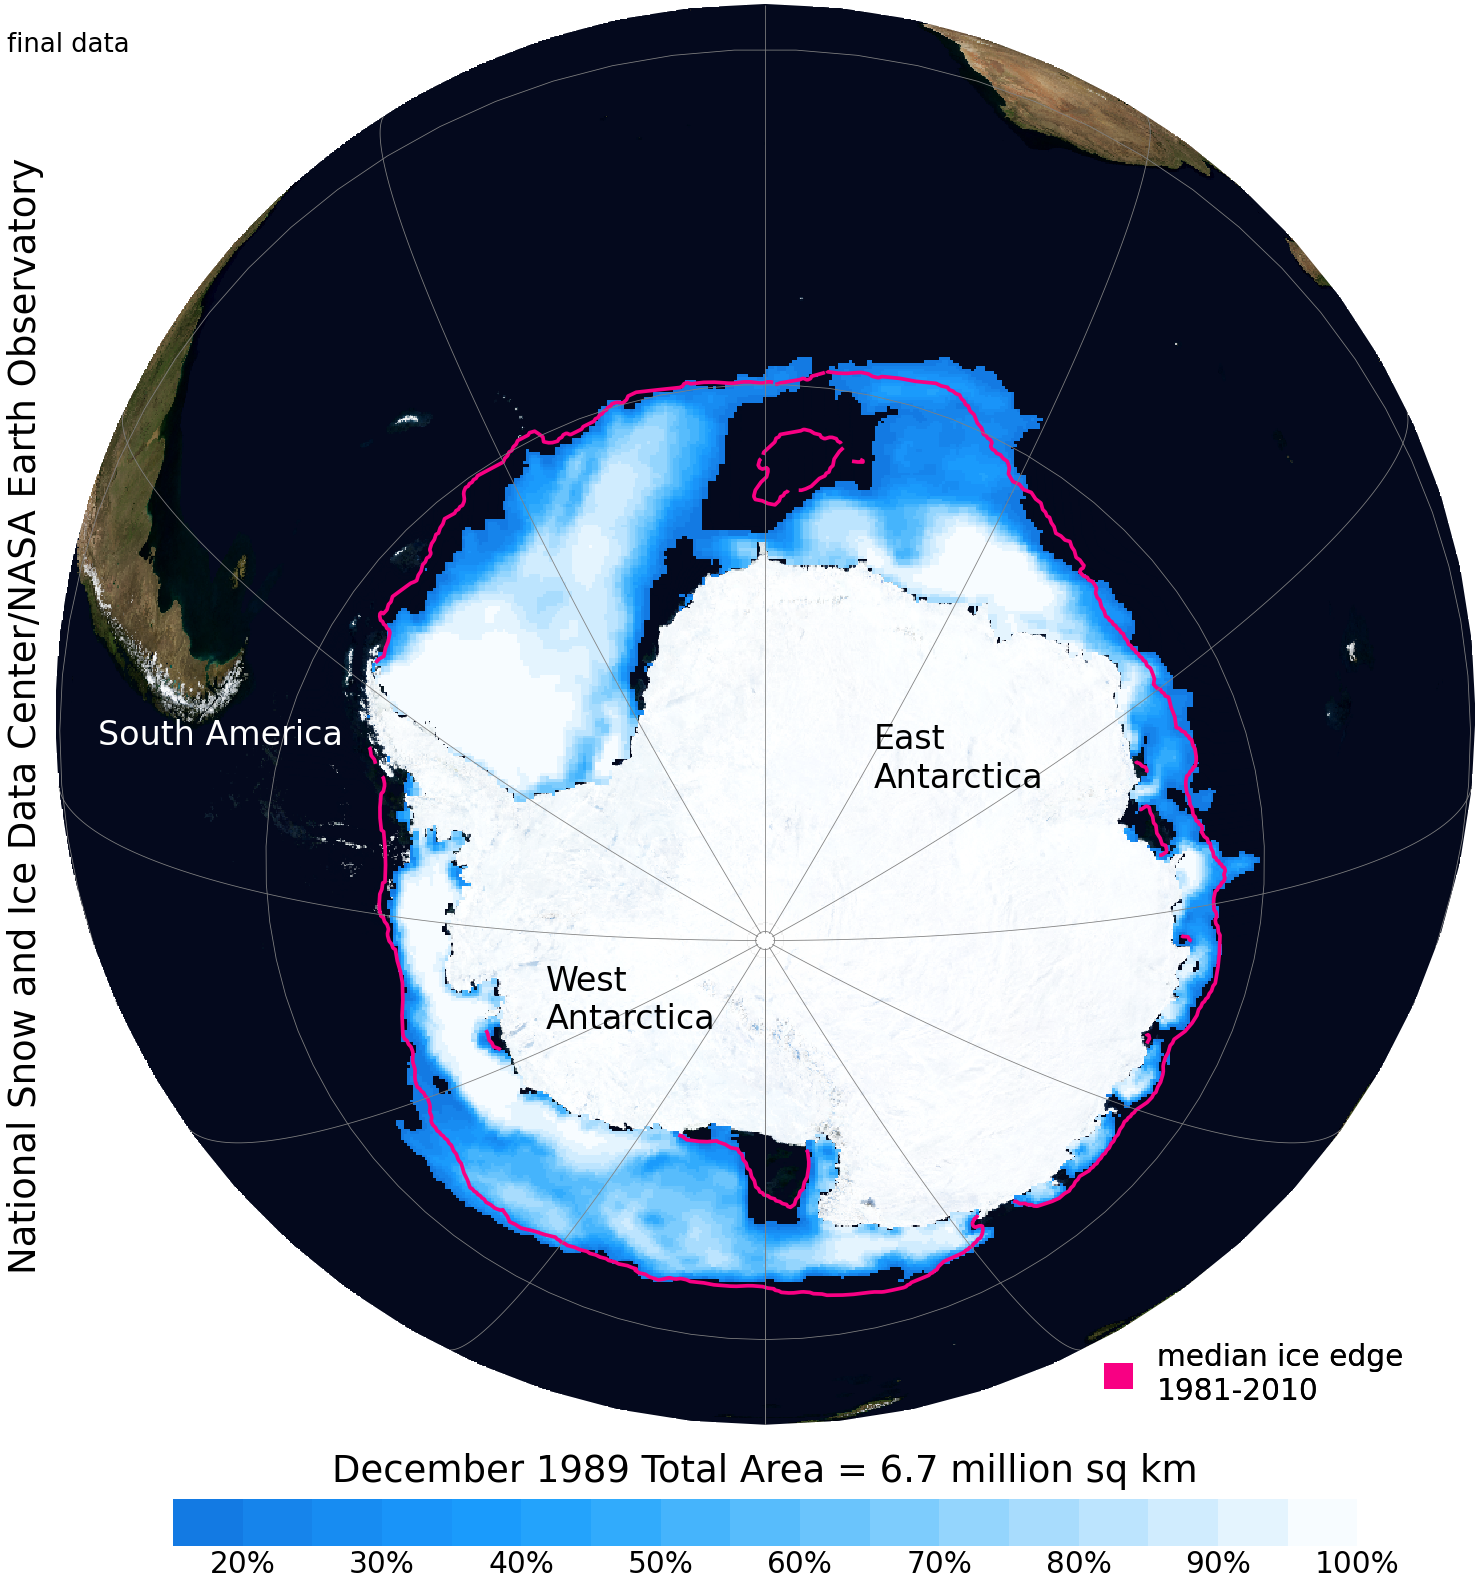 final data
National Snow and Ice Data Center/NASA Earth Observatory
South America
East
Antarctica
West
Antarctica
median ice edge
1981-2010
December 1989 Total Area = 6.7 million sq km
20% 30% 40% 50% 60% 70% 80% 90% 100%